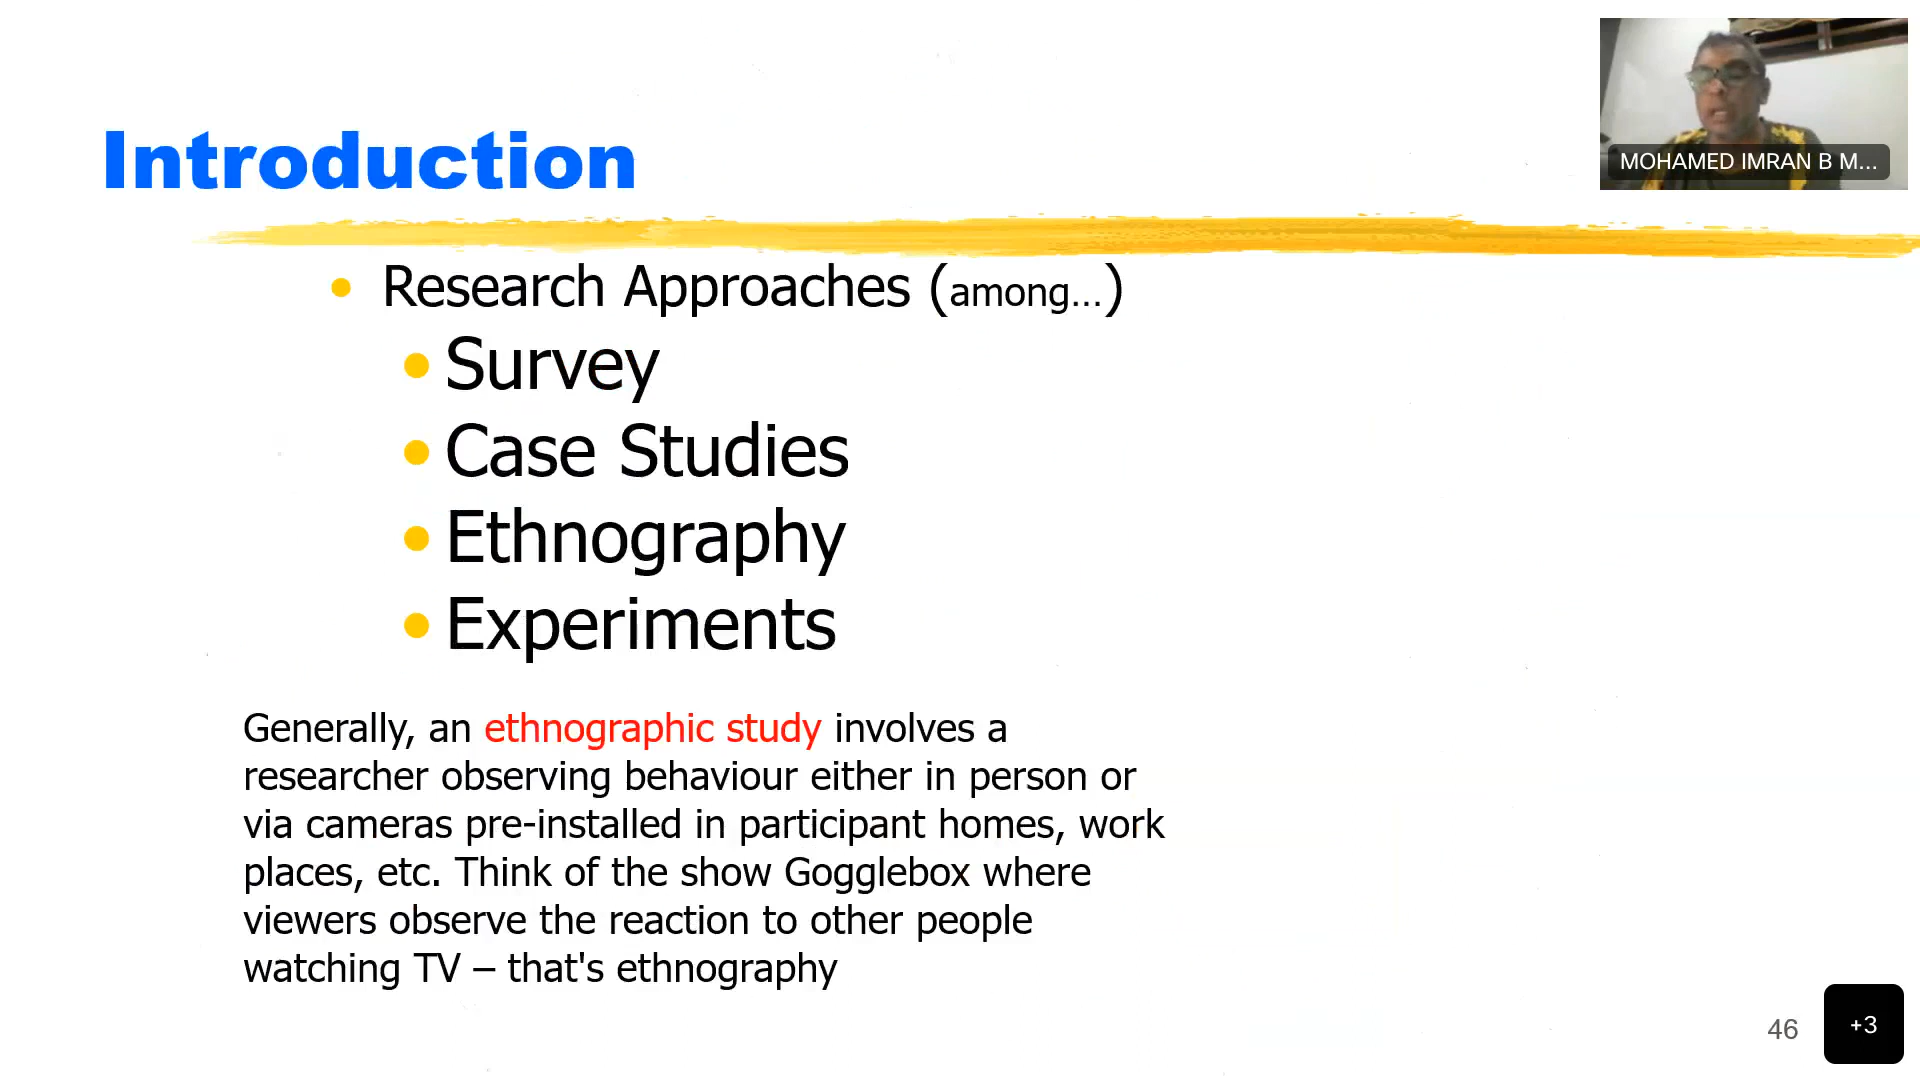 MOHAMED IMRAN B M...
Introduction
Research Approaches (among...)
Survey
Case Studies
Ethnography
Experiments
Generally, an ethnographic study involves a
researcher observing behaviour either in person or
via cameras pre-installed in participant homes, work
places, etc. Think of the show Gogglebox where
viewers observe the reaction to other people
watching TV – that's ethnography
46
+3